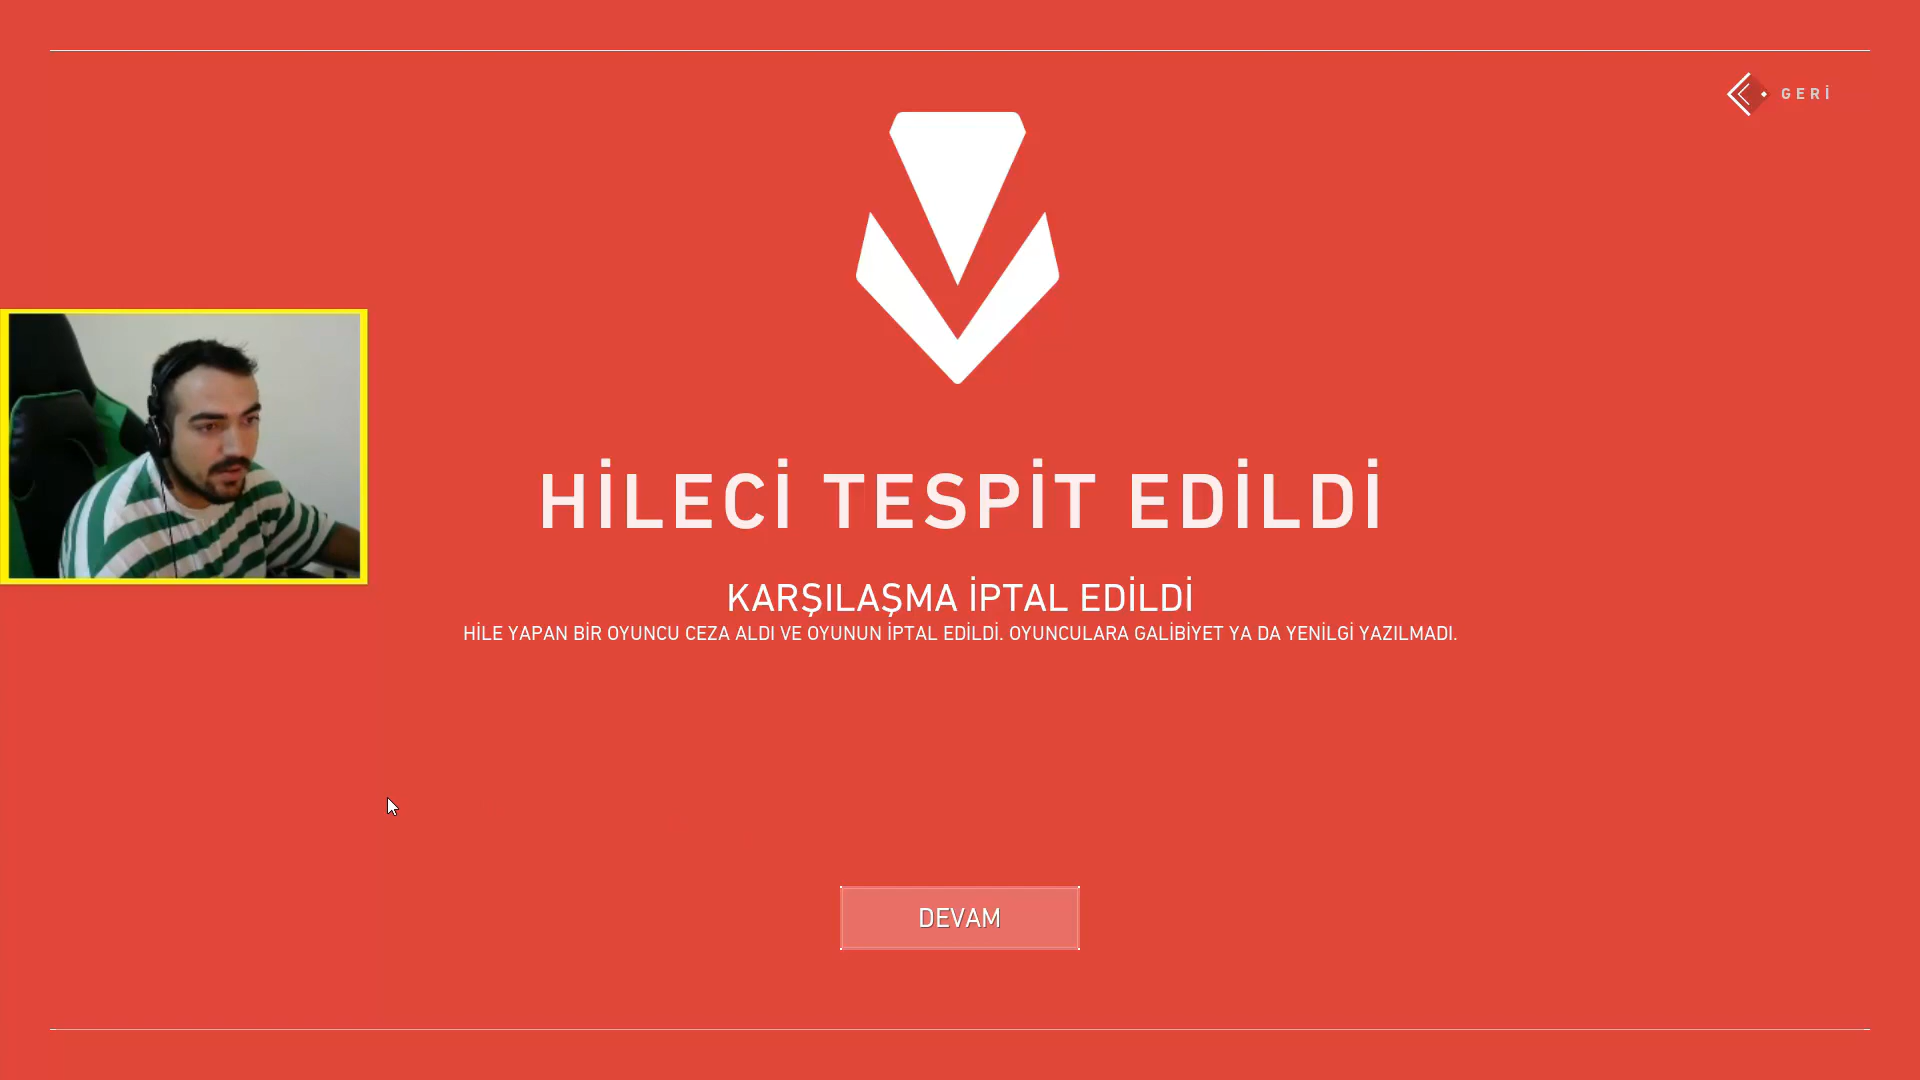 GERİ
HİLECİ TESPİT EDİLDİ
KARŞILAŞMA İPTAL EDİLDİ
HİLE YAPAN BİR OYUNCU CEZA ALDI VE OYUNUN İPTAL EDİLDİ. OYUNCULARA GALİBİYET YA DA YENİLGİ YAZILMADI.
DEVAM